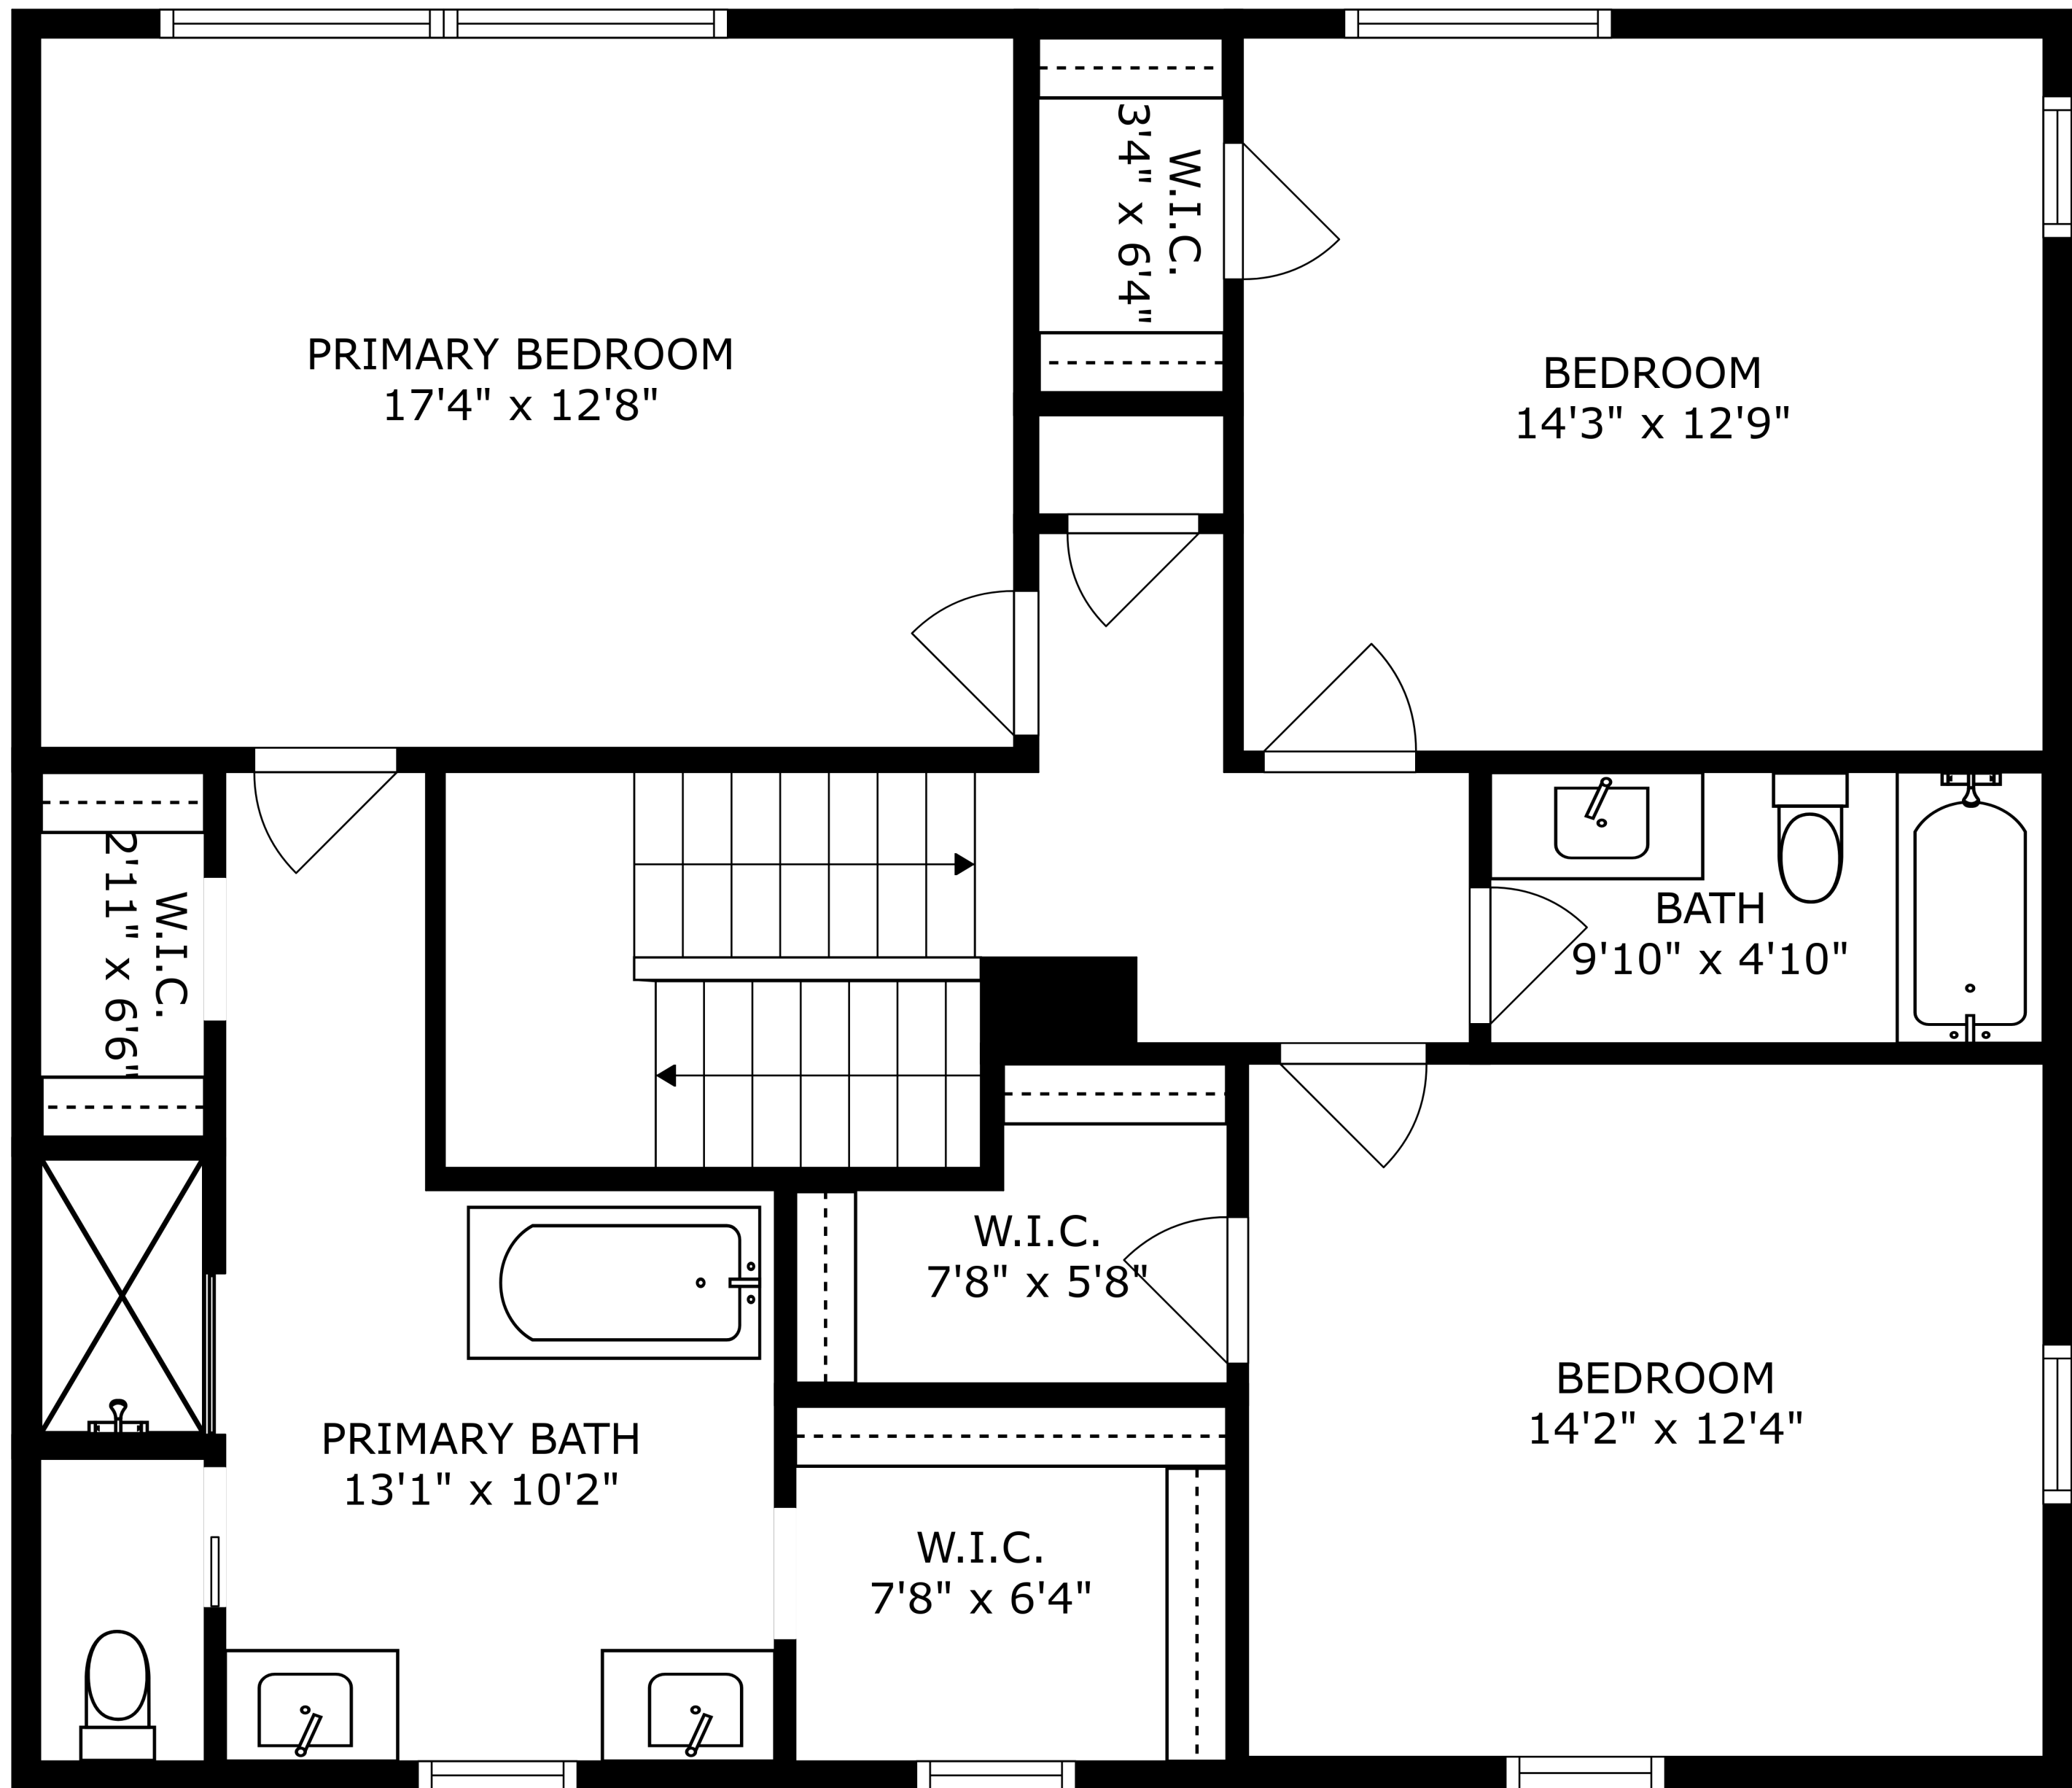 PRIMARY BEDROOM
17'4" x 12'8"
W.I.C.
3'4" x 6'4"
BEDROOM
14'3" x 12'9"
W.I.C.
2'11" x 6'6"
BATH
9'10" x 4'10"
W.I.C.
7'8" x 5'8"
BEDROOM
14'2" x 12'4"
PRIMARY BATH
13'1" x 10'2"
W.I.C.
7'8" x 6'4"